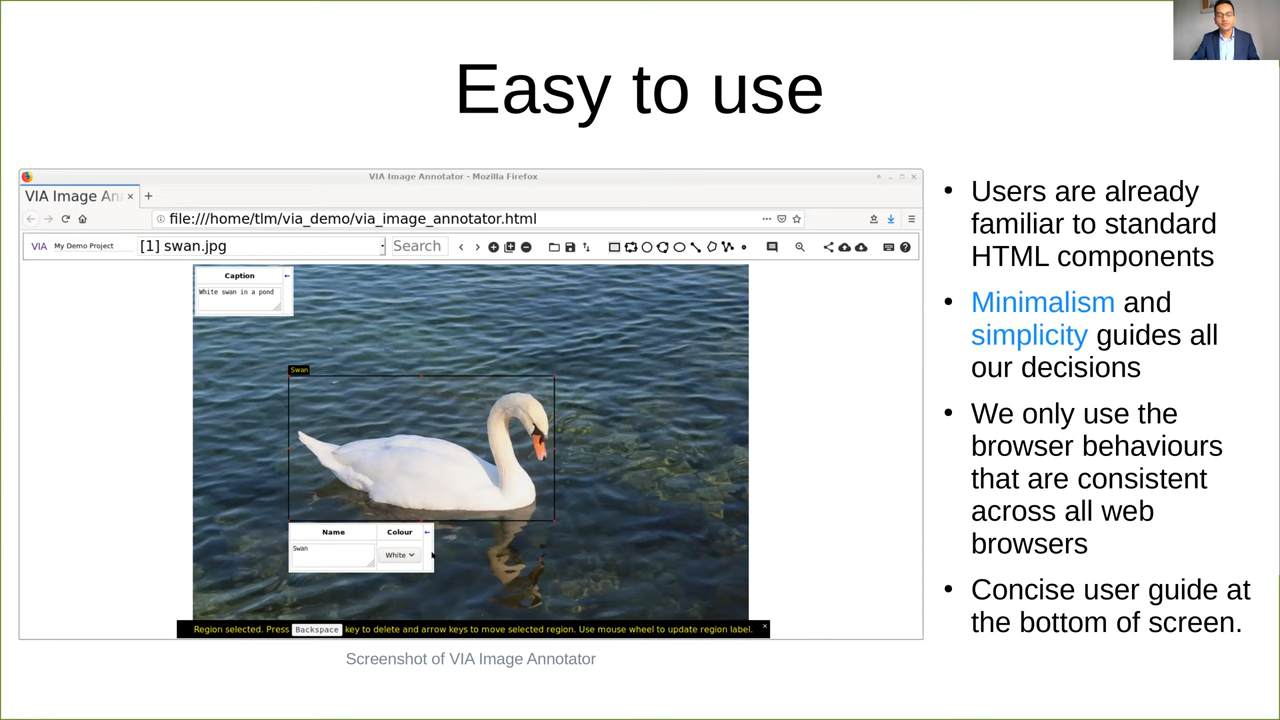 Easy to use
VIA Image Annotator - Mozilla Firefox
VIA Image An
file:///home/tlm/via_demo/via_image_annotator.html
VIA My Demo Project [1] swan.jpg Search
Caption
White swan in a pond
Swan
Name Colour
Swan White
Region selected. Press Backspace key to delete and arrow keys to move selected region. Use mouse wheel to update region label.
Screenshot of VIA Image Annotator
• Users are already
familiar to standard
HTML components
• Minimalism and
simplicity guides all
our decisions
• We only use the
browser behaviours
that are consistent
across all web
browsers
• Concise user guide at
the bottom of screen.